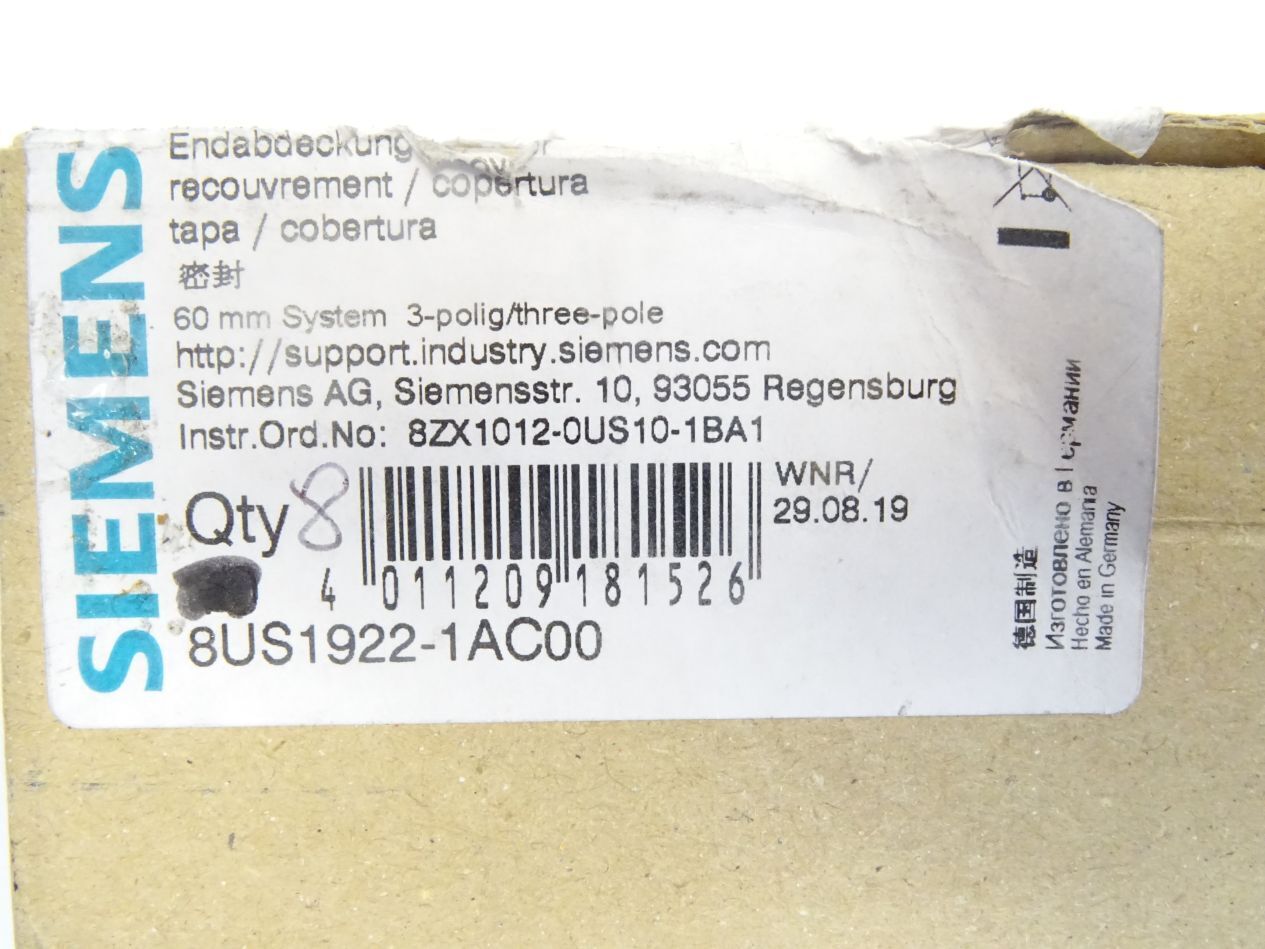 SIEMENS
Endabdeckung
recouvrement / copertura
tapa / cobertura
密封
60 mm System 3-polig/three-pole
http://support.industry.siemens.com
Siemens AG, Siemensstr. 10, 93055 Regensburg
Instr.Ord.No: 8ZX1012-0US10-1BA1
Qty 8
WNR/
29.08.19
4 011209 181526
8US1922-1AC00
德国制造
Изготовлено в Германии
Hecho en Alemania
Made in Germany